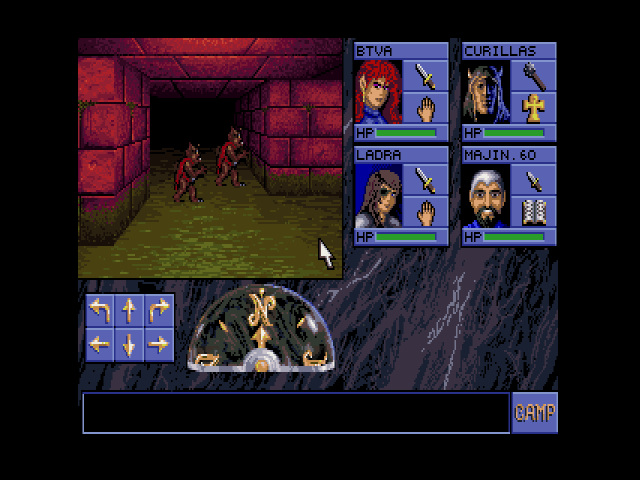 BTVA
CURILLAS
HP
HP
LADRA
MAJIN.60
HP
HP
N
CAMP